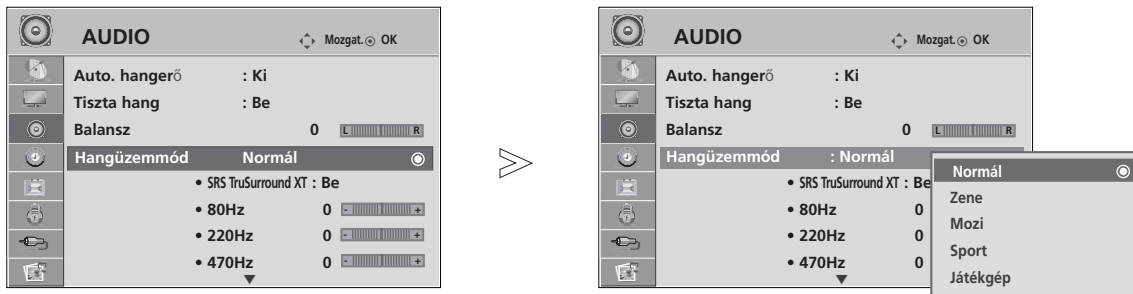 AUDIO Mozgat. OK
Auto. hangerő : Ki
Tiszta hang : Be
Balansz 0 L R
Hangüzemmód Normál
• SRS TruSurround XT : Be
• 80Hz 0 - +
• 220Hz 0 - +
• 470Hz 0 - +
AUDIO Mozgat. OK
Auto. hangerő : Ki
Tiszta hang : Be
Balansz 0 L R
Hangüzemmód : Normál
• SRS TruSurround XT : Be
• 80Hz 0
• 220Hz 0
• 470Hz 0
Normál
Zene
Mozi
Sport
Játékgép